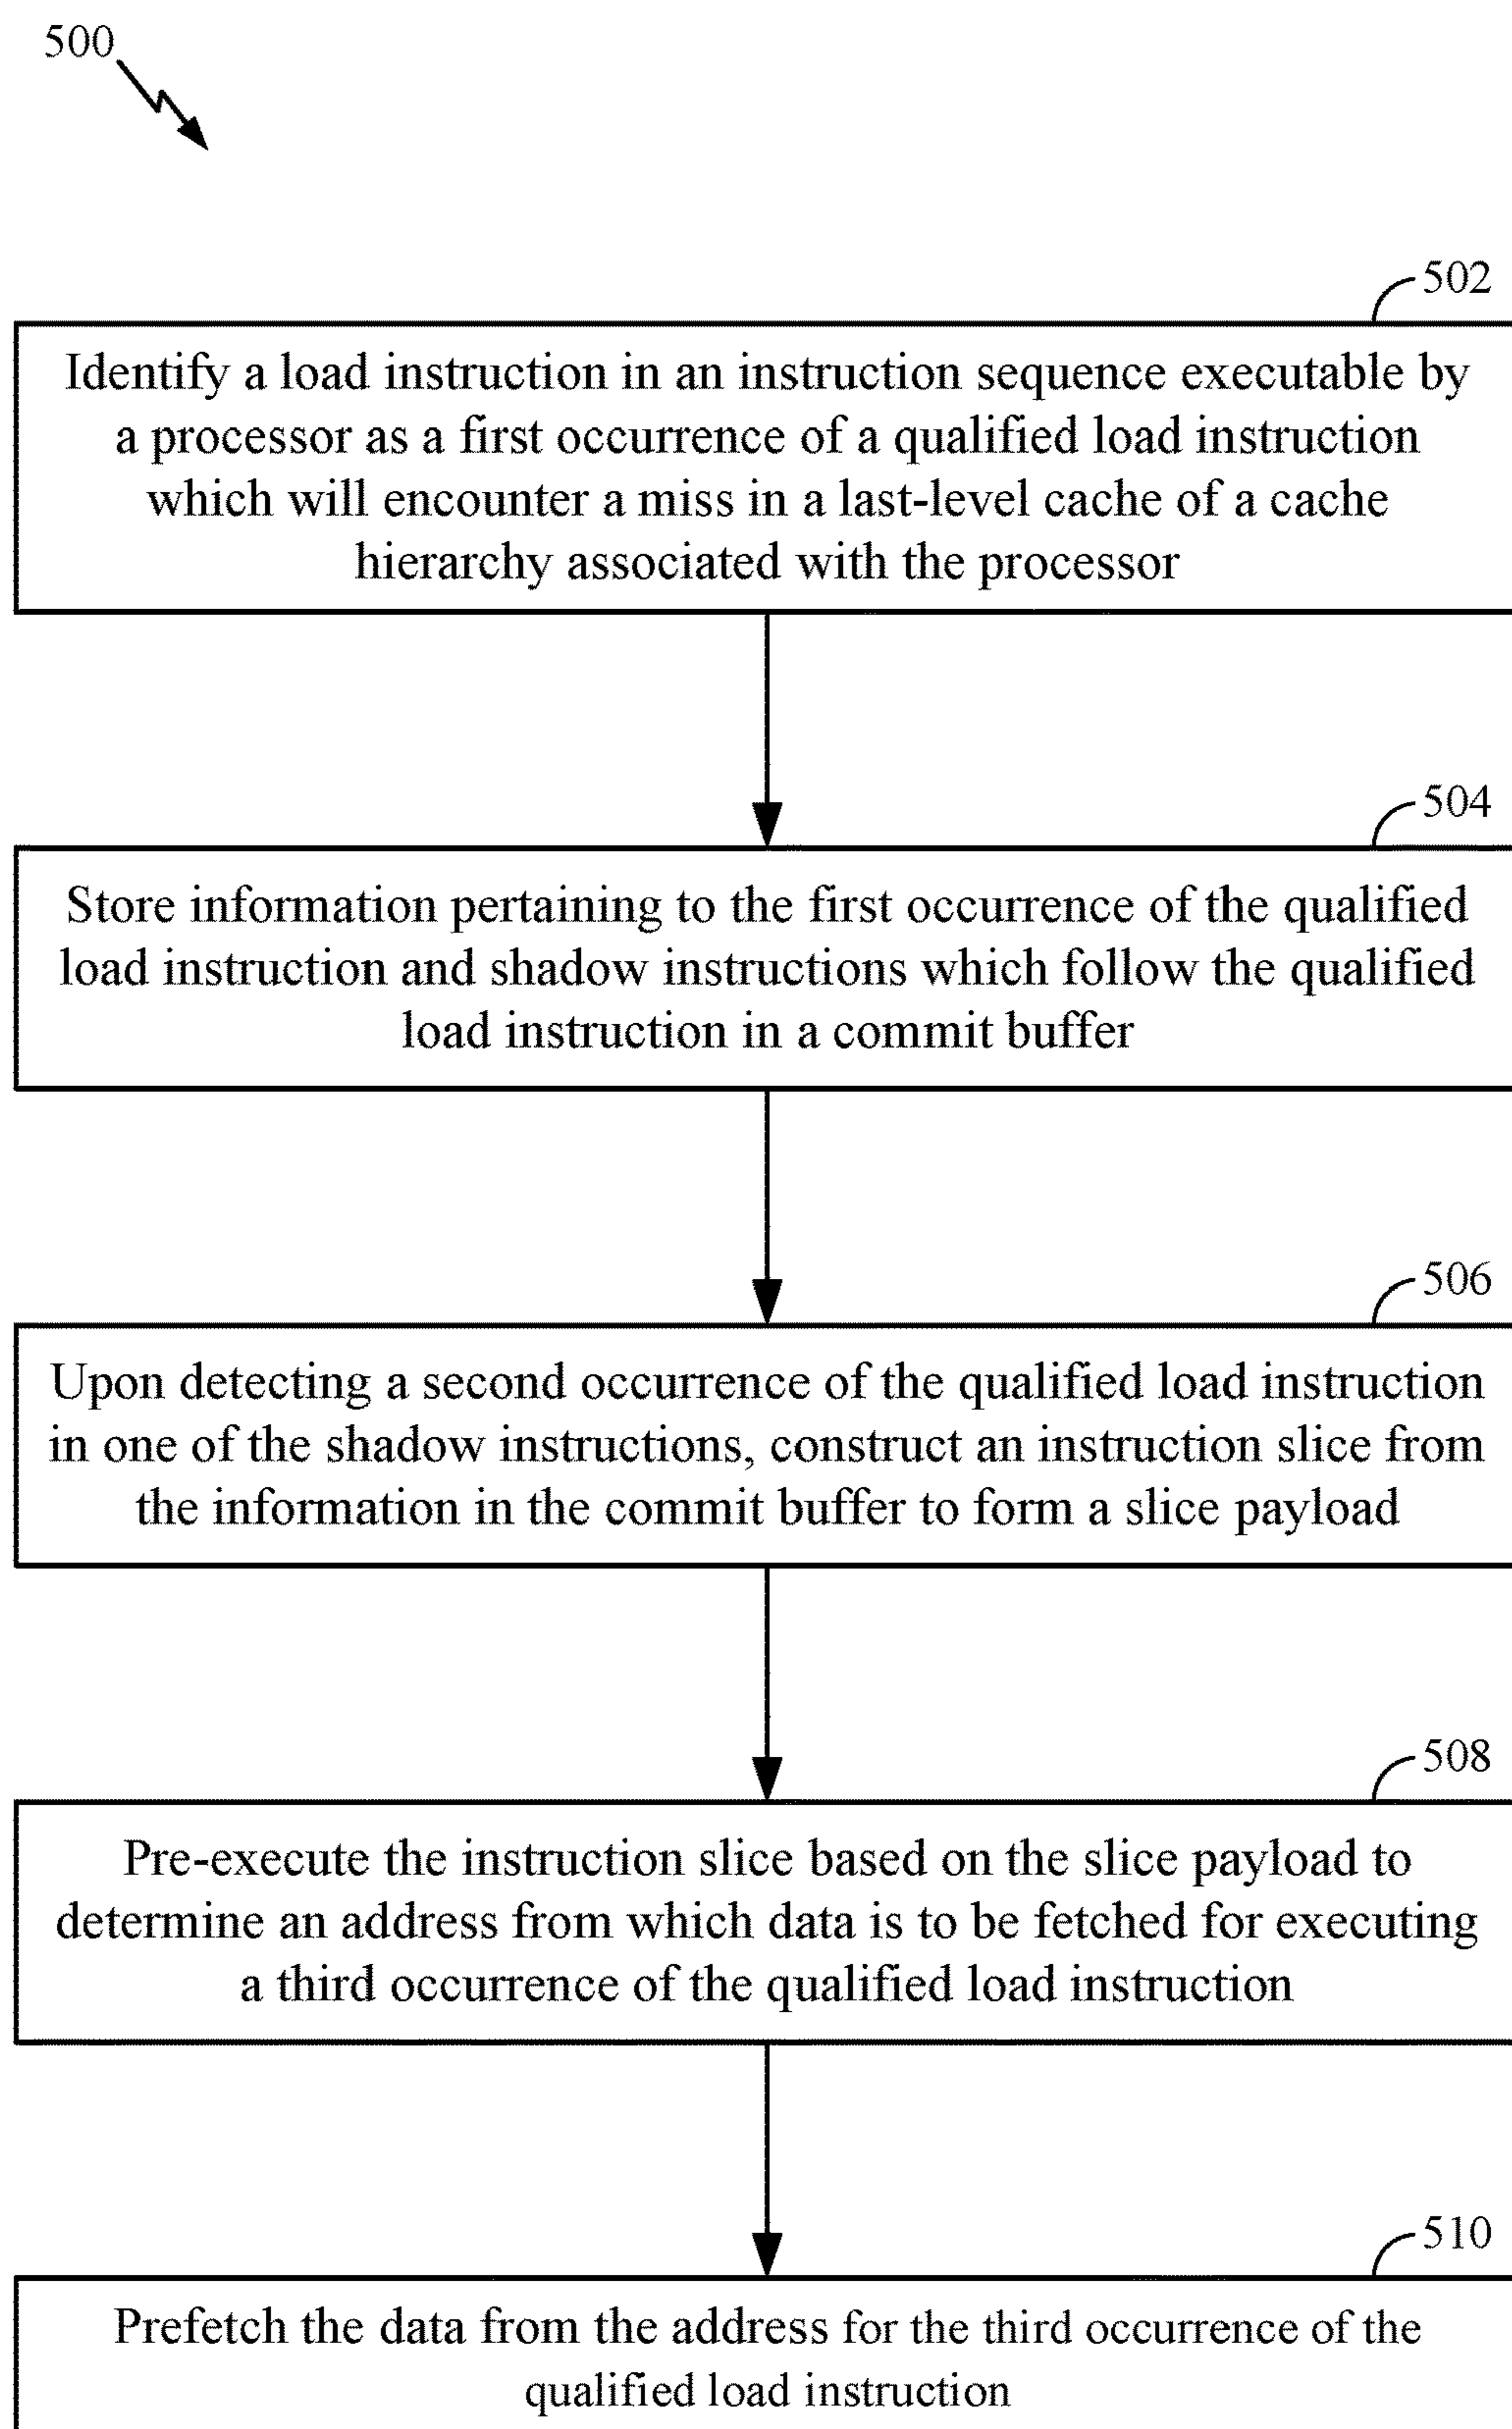 500
502
Identify a load instruction in an instruction sequence executable by
a processor as a first occurrence of a qualified load instruction
which will encounter a miss in a last-level cache of a cache
hierarchy associated with the processor
504
Store information pertaining to the first occurrence of the qualified
load instruction and shadow instructions which follow the qualified
load instruction in a commit buffer
506
Upon detecting a second occurrence of the qualified load instruction
in one of the shadow instructions, construct an instruction slice from
the information in the commit buffer to form a slice payload
508
Pre-execute the instruction slice based on the slice payload to
determine an address from which data is to be fetched for executing
a third occurrence of the qualified load instruction
510
Prefetch the data from the address for the third occurrence of the
qualified load instruction